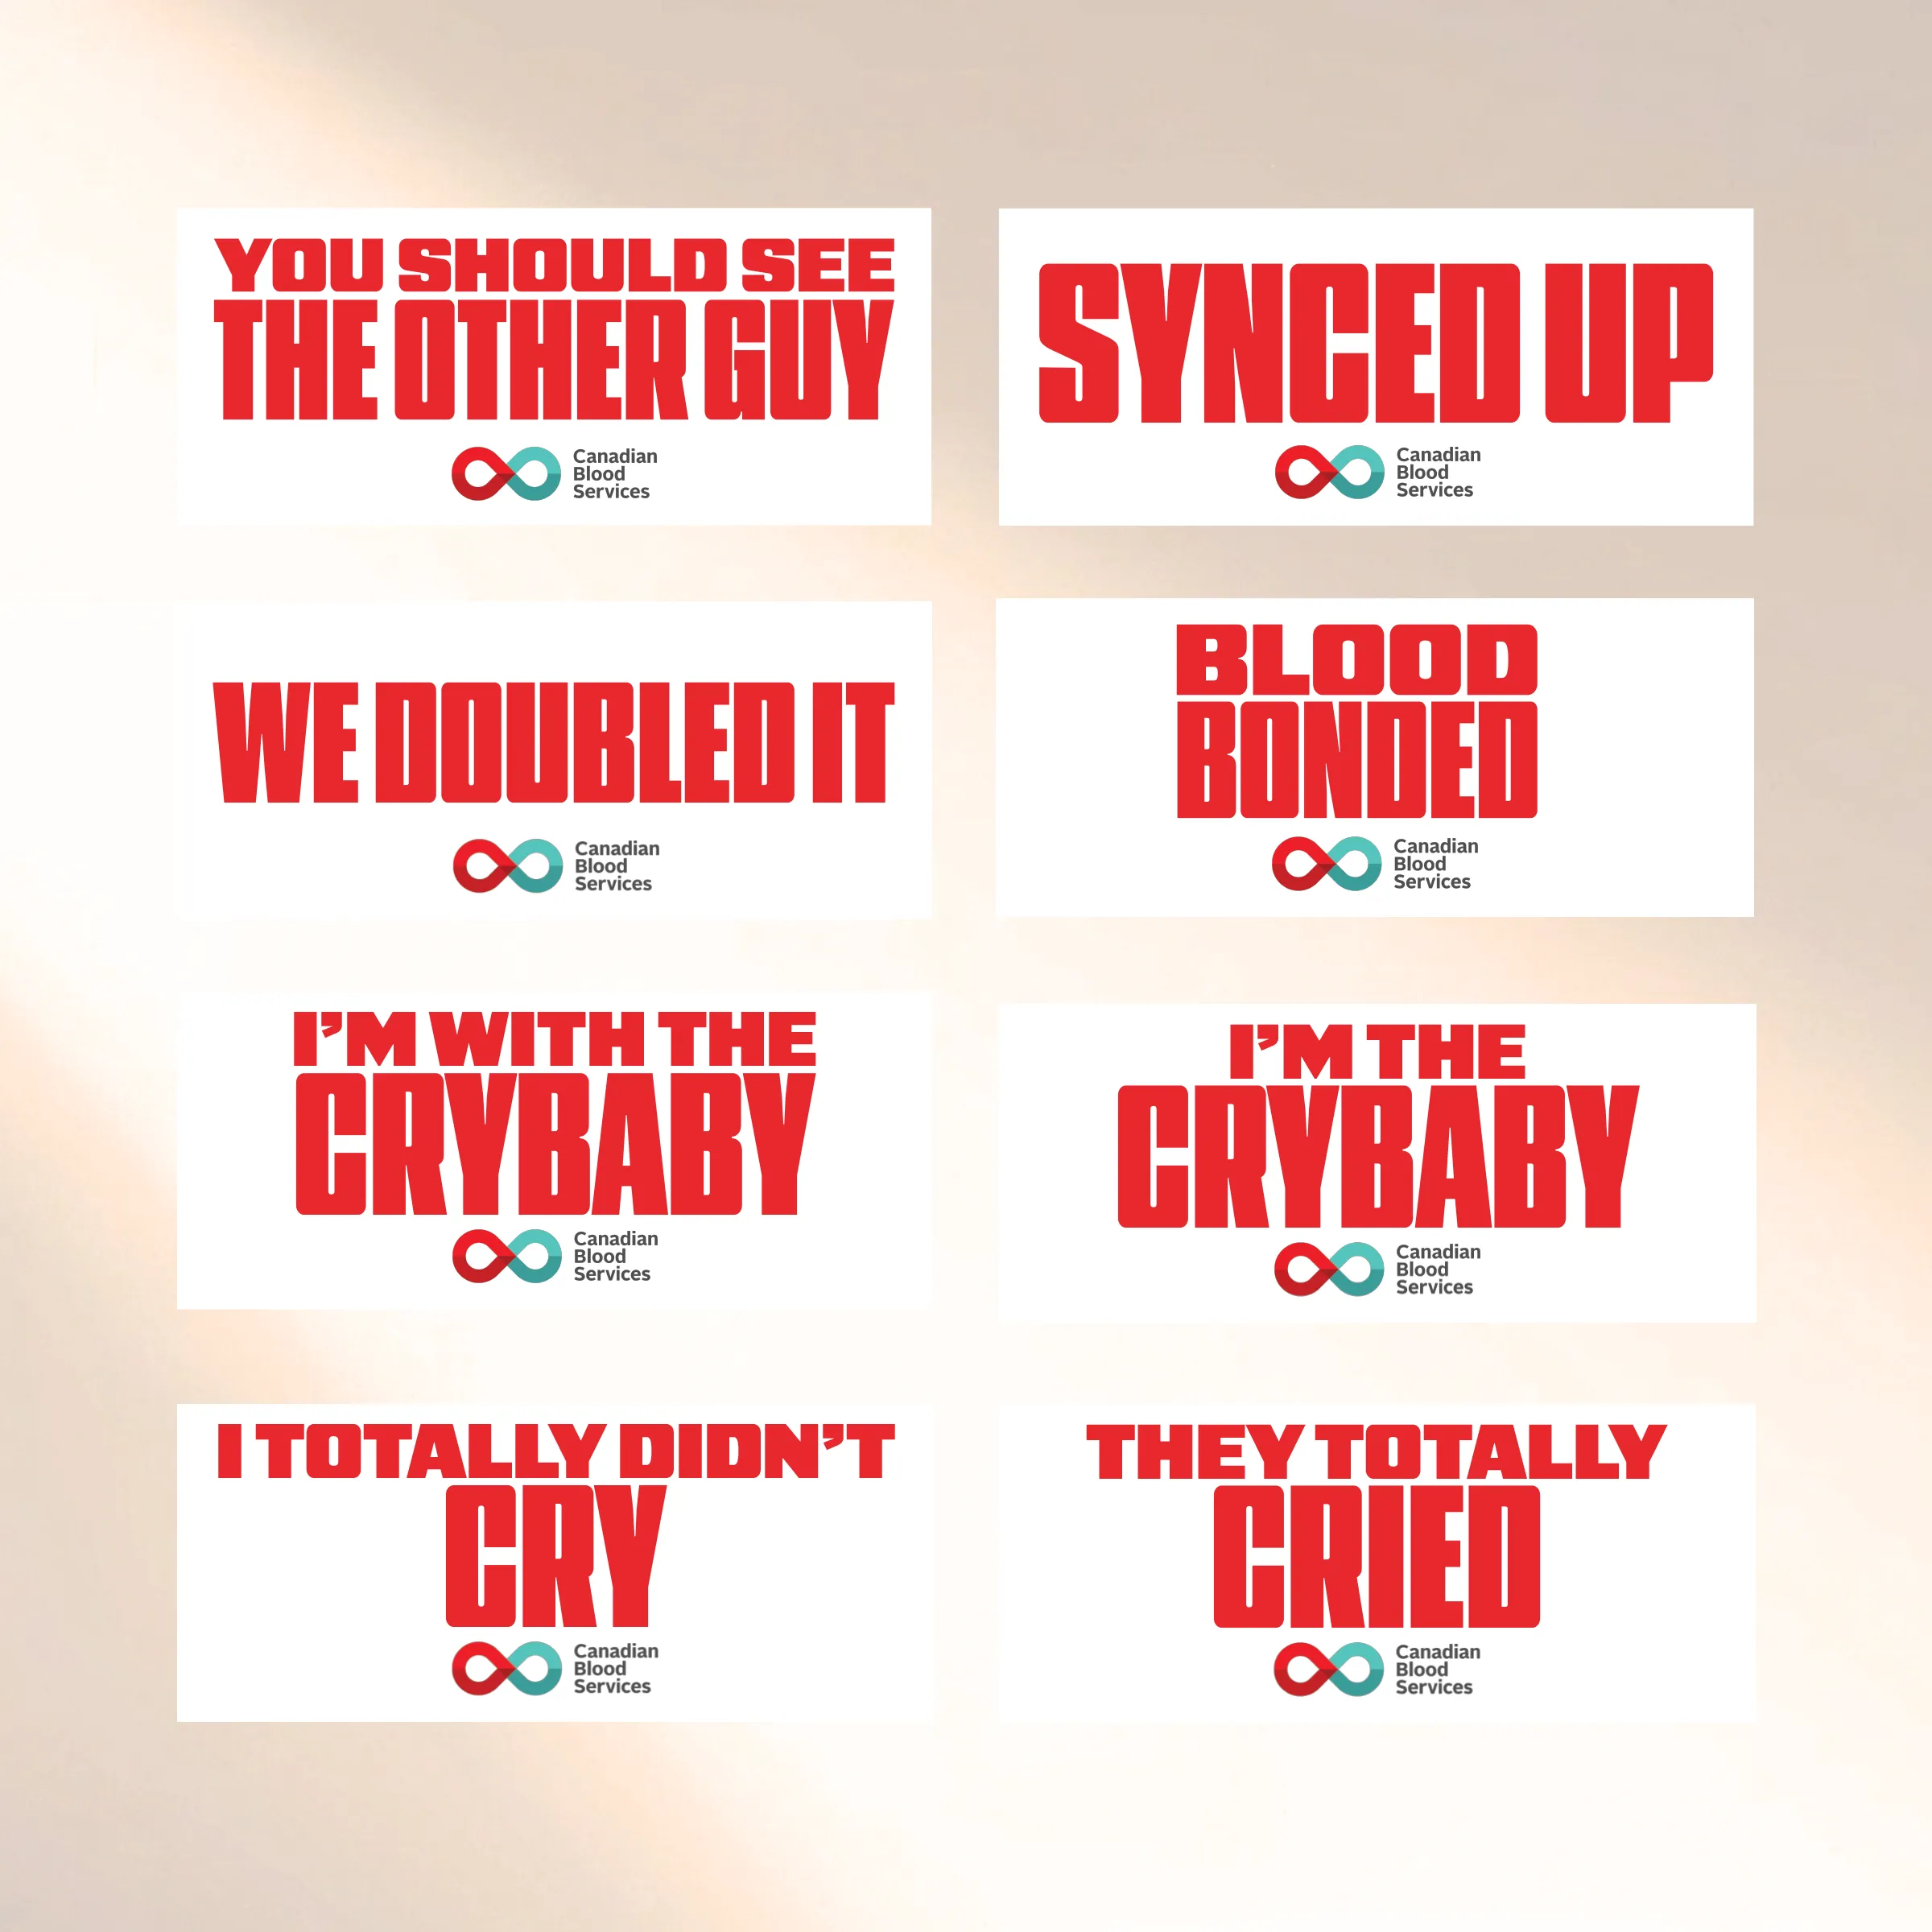 YOU SHOULD SEE
THE OTHER GUY
Canadian
Blood
Services
SYNCED UP
Canadian
Blood
Services
WE DOUBLED IT
Canadian
Blood
Services
BLOOD
BONDED
Canadian
Blood
Services
I'M WITH THE
CRYBABY
Canadian
Blood
Services
I'M THE
CRYBABY
Canadian
Blood
Services
I TOTALLY DIDN'T
CRY
Canadian
Blood
Services
THEY TOTALLY
CRIED
Canadian
Blood
Services